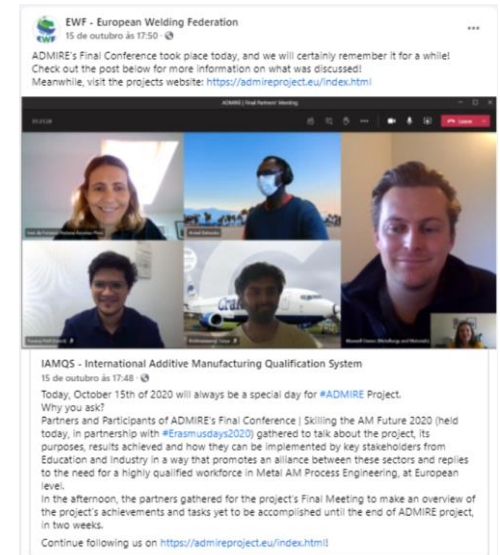 EWF - European Welding Federation
15 de outubro às 17:50 ·
ADMIRE's Final Conference took place today, and we will certainly remember it for a while!
Check out the post below for more information on what was discussed!
Meanwhile, visit the projects website: https://admireproject.eu/index.html
ADMIRE | Final Partners' Meeting
Leave
IAMQS - International Additive Manufacturing Qualification System
15 de outubro às 17:48 ·
Today, October 15th of 2020 will always be a special day for #ADMIRE Project.
Why you ask?
Partners and Participants of ADMIRE's Final Conference | Skilling the AM Future 2020 (held
today, in partnership with #Erasmusdays2020) gathered to talk about the project, its
purposes, results achieved and how they can be implemented by key stakeholders from
Education and Industry in a way that promotes an alliance between these sectors and replies
to the need for a highly qualified workforce in Metal AM Process Engineering, at European
level.
In the afternoon, the partners gathered for the project's Final Meeting to make an overview of
the project's achievements and tasks yet to be accomplished until the end of ADMIRE project,
in two weeks.
Continue following us on https://admireproject.eu/index.html!